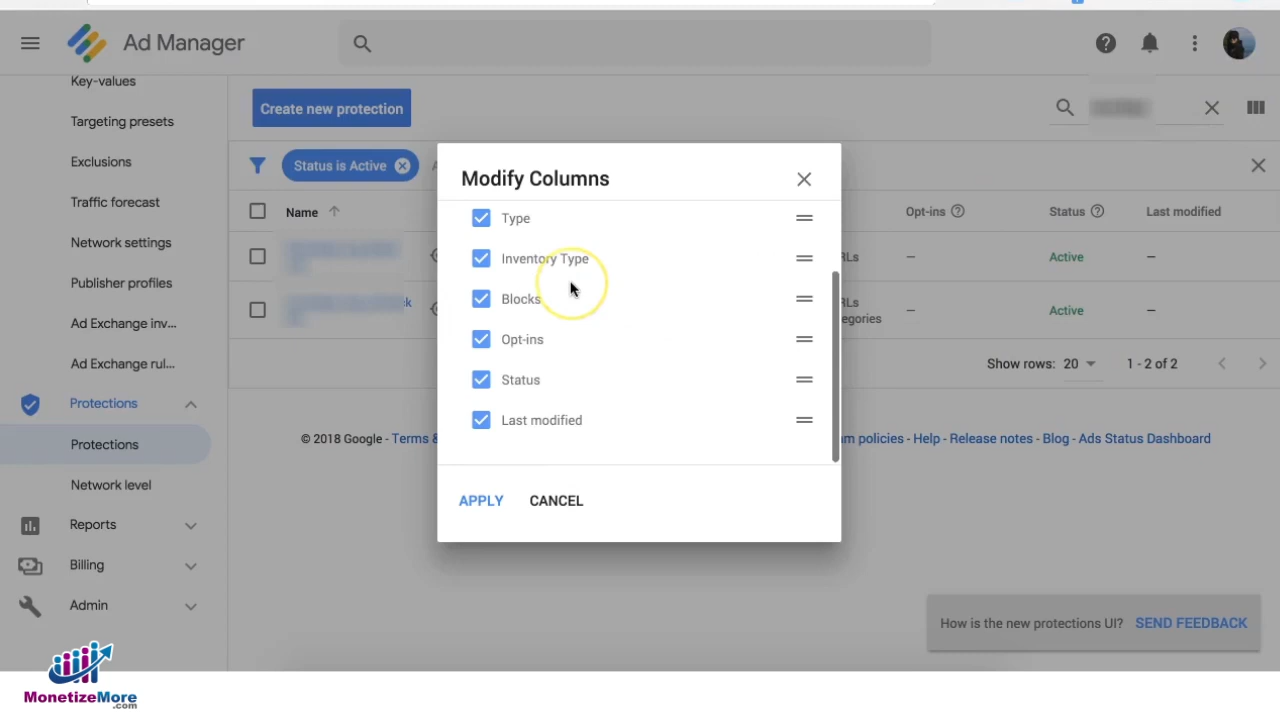 Ad Manager
Key-values
Targeting presets
Exclusions
Traffic forecast
Network settings
Publisher profiles
Ad Exchange inv...
Ad Exchange rul...
Protections
Protections
Network level
Reports
Billing
Admin
Create new protection
Status is Active
Name
Opt-ins
Status
Last modified
RLs
—
Active
—
k
RLs
egories
—
Active
—
Show rows: 20
1 - 2 of 2
© 2018 Google - Terms &
am policies - Help - Release notes - Blog - Ads Status Dashboard
Modify Columns
Type
Inventory Type
Blocks
Opt-ins
Status
Last modified
APPLY
CANCEL
How is the new protections UI? SEND FEEDBACK
MonetizeMore
.com